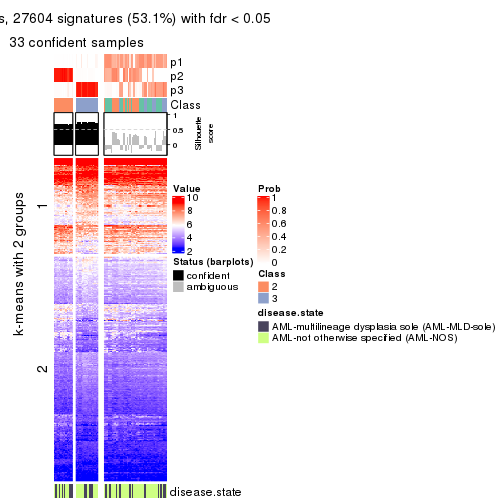 s, 27604 signatures (53.1%) with fdr < 0.05
33 confident samples
p1
p2
p3
Class
1
0.5
0
Silhouette
score
k-means with 2 groups
1
2
Value
10
8
6
4
2
Status (barplots)
confident
ambiguous
Prob
1
0.8
0.6
0.4
0.2
0
Class
2
3
disease.state
AML-multilineage dysplasia sole (AML-MLD-sole)
AML-not otherwise specified (AML-NOS)
disease.state